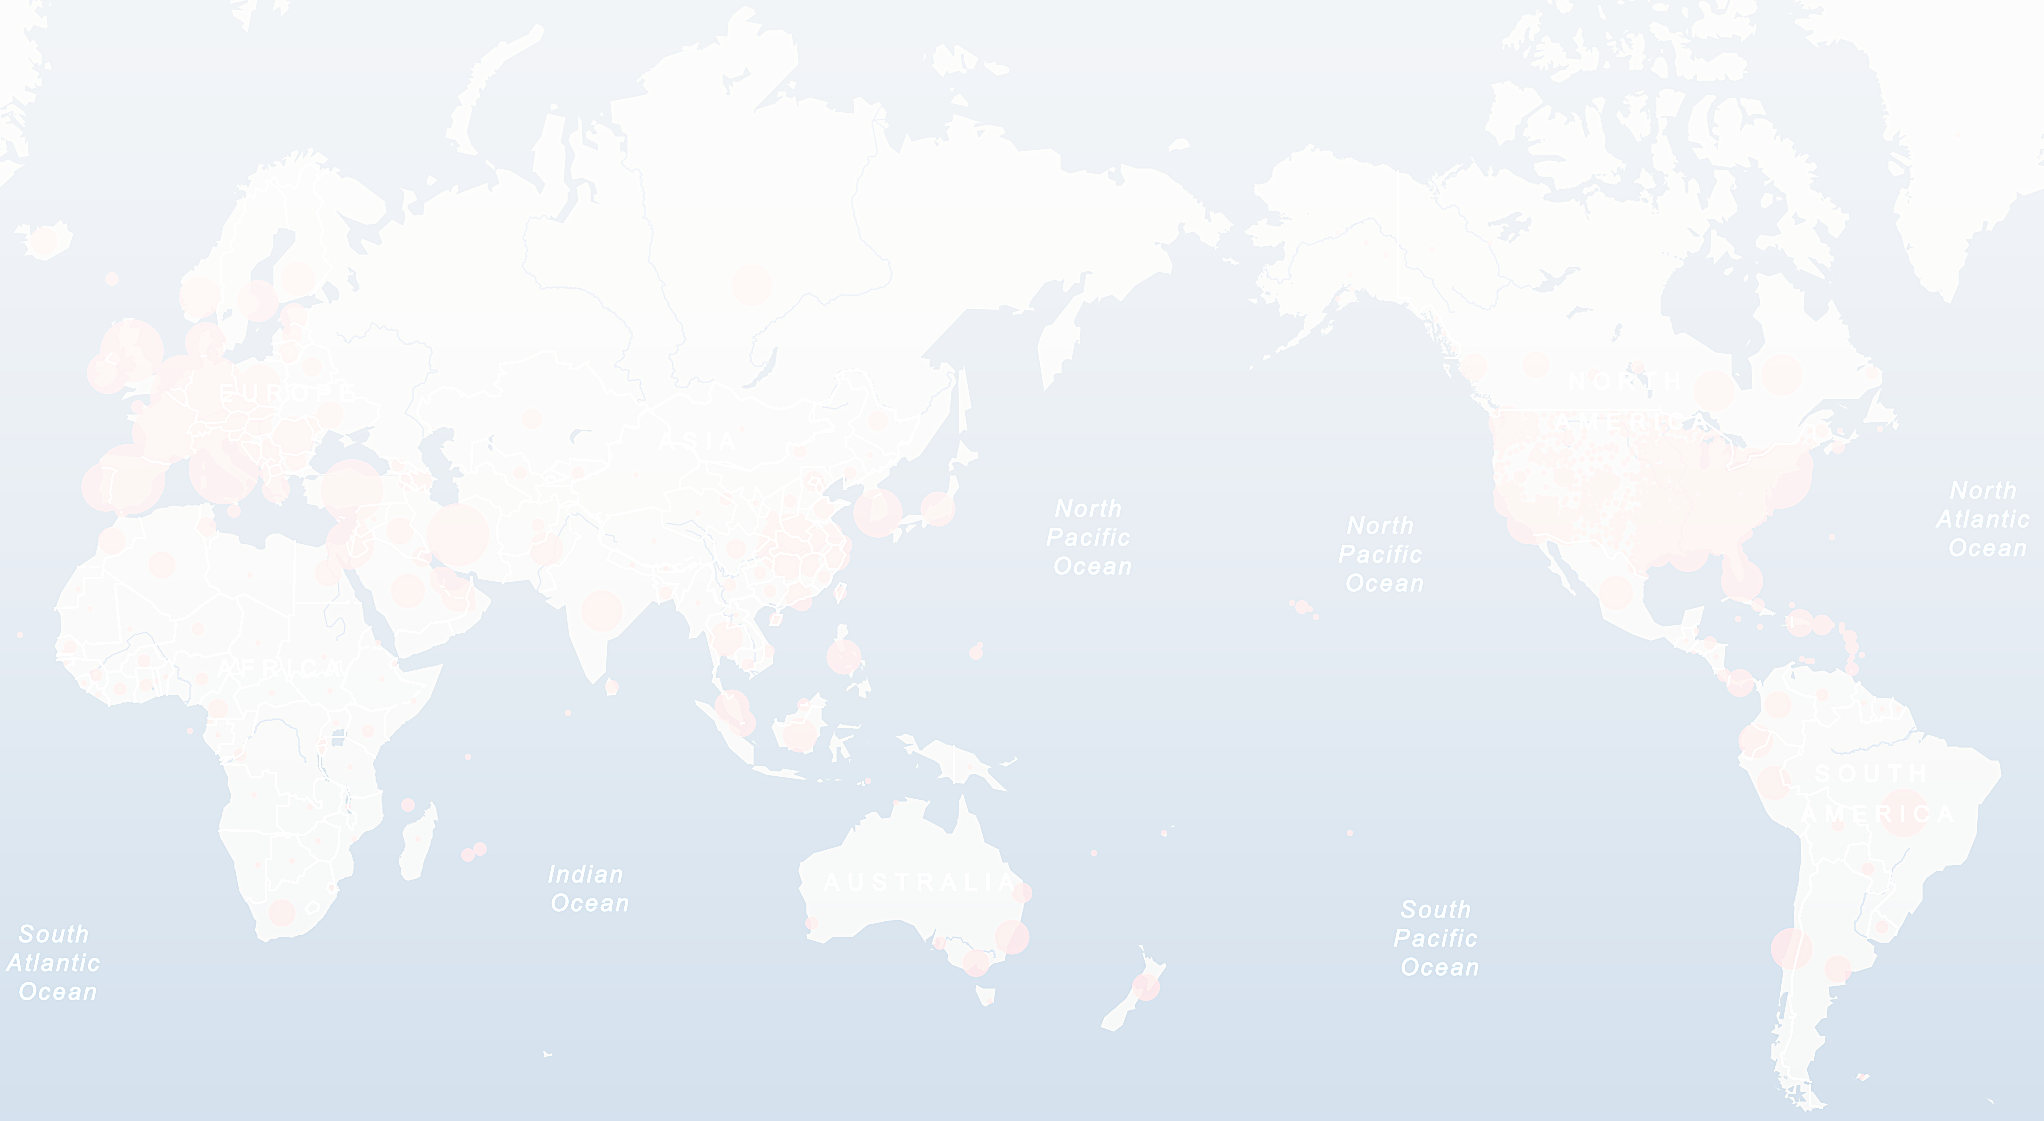 EUROPE
NORTH
AMERICA
ASIA
North
Pacific
Ocean
North
Pacific
Ocean
North
Atlantic
Ocean
AFRICA
SOUTH
AMERICA
Indian
Ocean
AUSTRALIA
South
Pacific
Ocean
South
Atlantic
Ocean